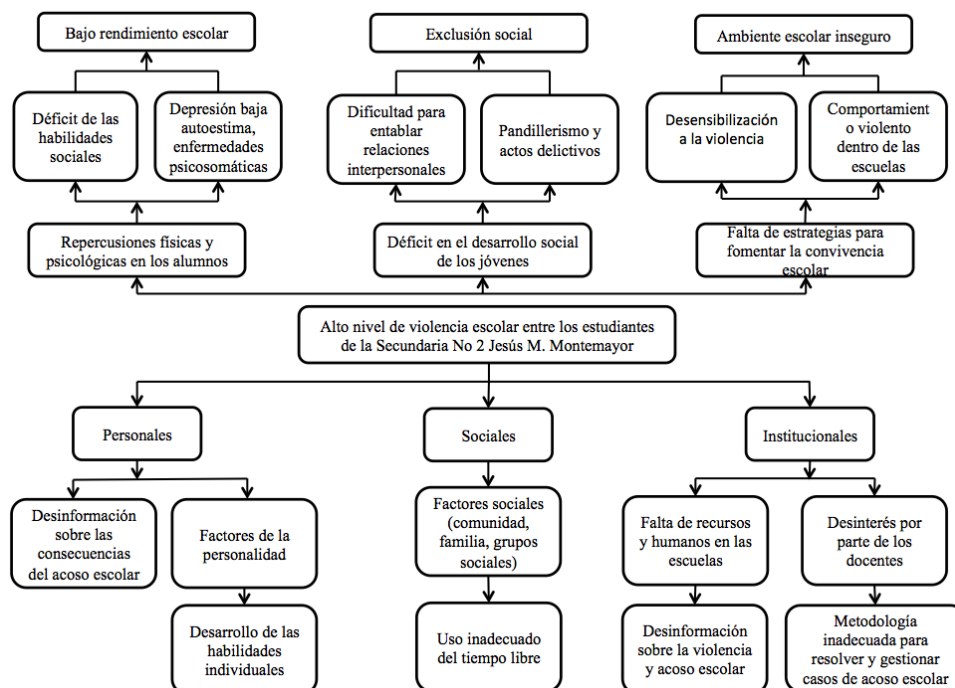 Bajo rendimiento escolar
Exclusión social
Ambiente escolar inseguro
Déficit de las
habilidades
sociales
Depresión baja
autoestima,
enfermedades
psicosomáticas
Dificultad para
entablar
relaciones
interpersonales
Pandillerismo y
actos delictivos
Desensibilización
a la violencia
Comportamient
o violento
dentro de las
escuelas
Repercusiones físicas y
psicológicas en los alumnos
Déficit en el desarrollo social
de los jóvenes
Falta de estrategias para
fomentar la convivencia
escolar
Alto nivel de violencia escolar entre los estudiantes
de la Secundaria No 2 Jesús M. Montemayor
Personales
Sociales
Institucionales
Desinformación
sobre las
consecuencias
del acoso escolar
Factores de la
personalidad
Factores sociales
(comunidad,
familia, grupos
sociales)
Falta de recursos
y humanos en las
escuelas
Desinterés por
parte de los
docentes
Desarrollo de las
habilidades
individuales
Uso inadecuado
del tiempo libre
Desinformación
sobre la violencia
y acoso escolar
Metodología
inadecuada para
resolver y gestionar
casos de acoso escolar